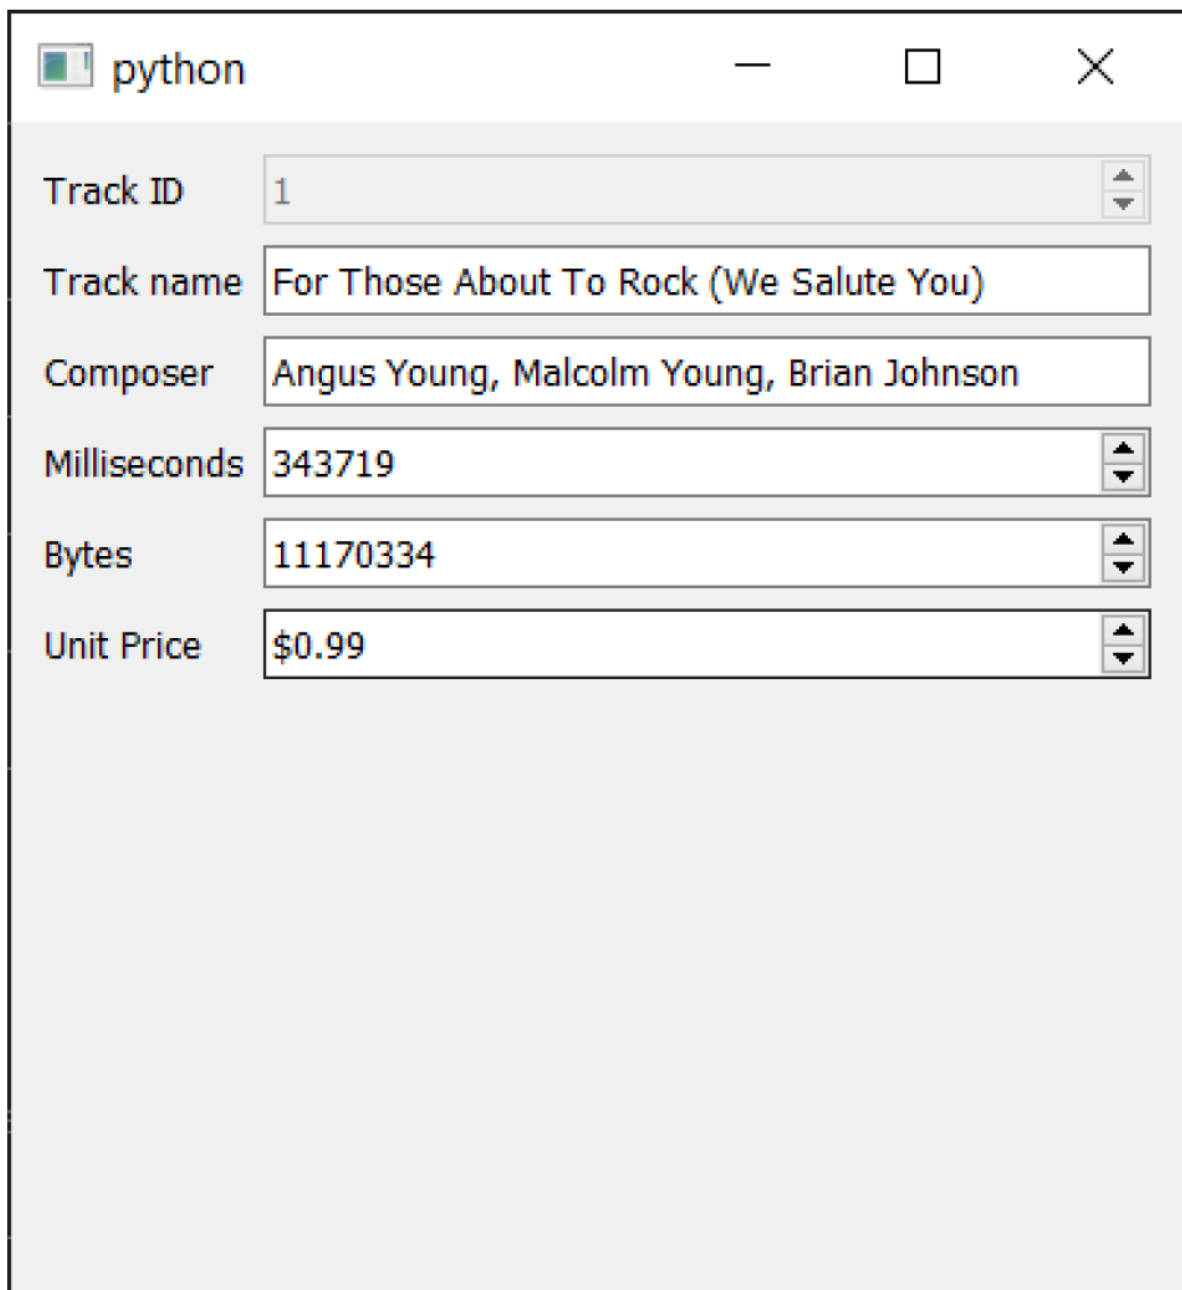 python
Track ID 1
Track name For Those About To Rock (We Salute You)
Composer Angus Young, Malcolm Young, Brian Johnson
Milliseconds 343719
Bytes 11170334
Unit Price $0.99